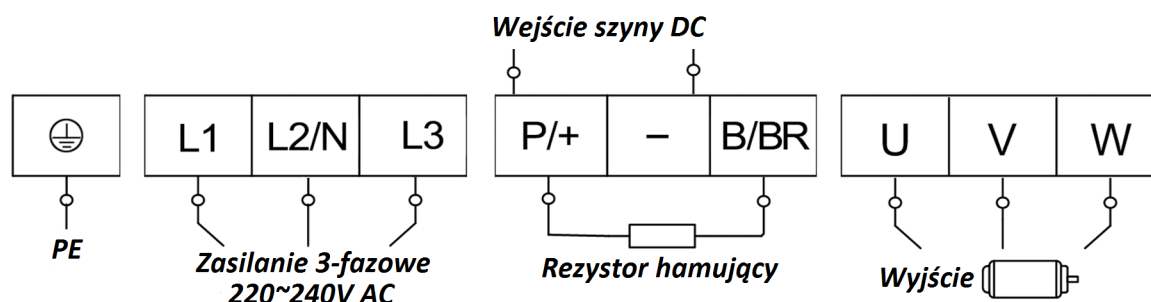 Wejście szyny DC
L1 L2/N L3 P/+ − B/BR U V W
PE
Zasilanie 3-fazowe
220~240V AC
Rezystor hamujący
Wyjście